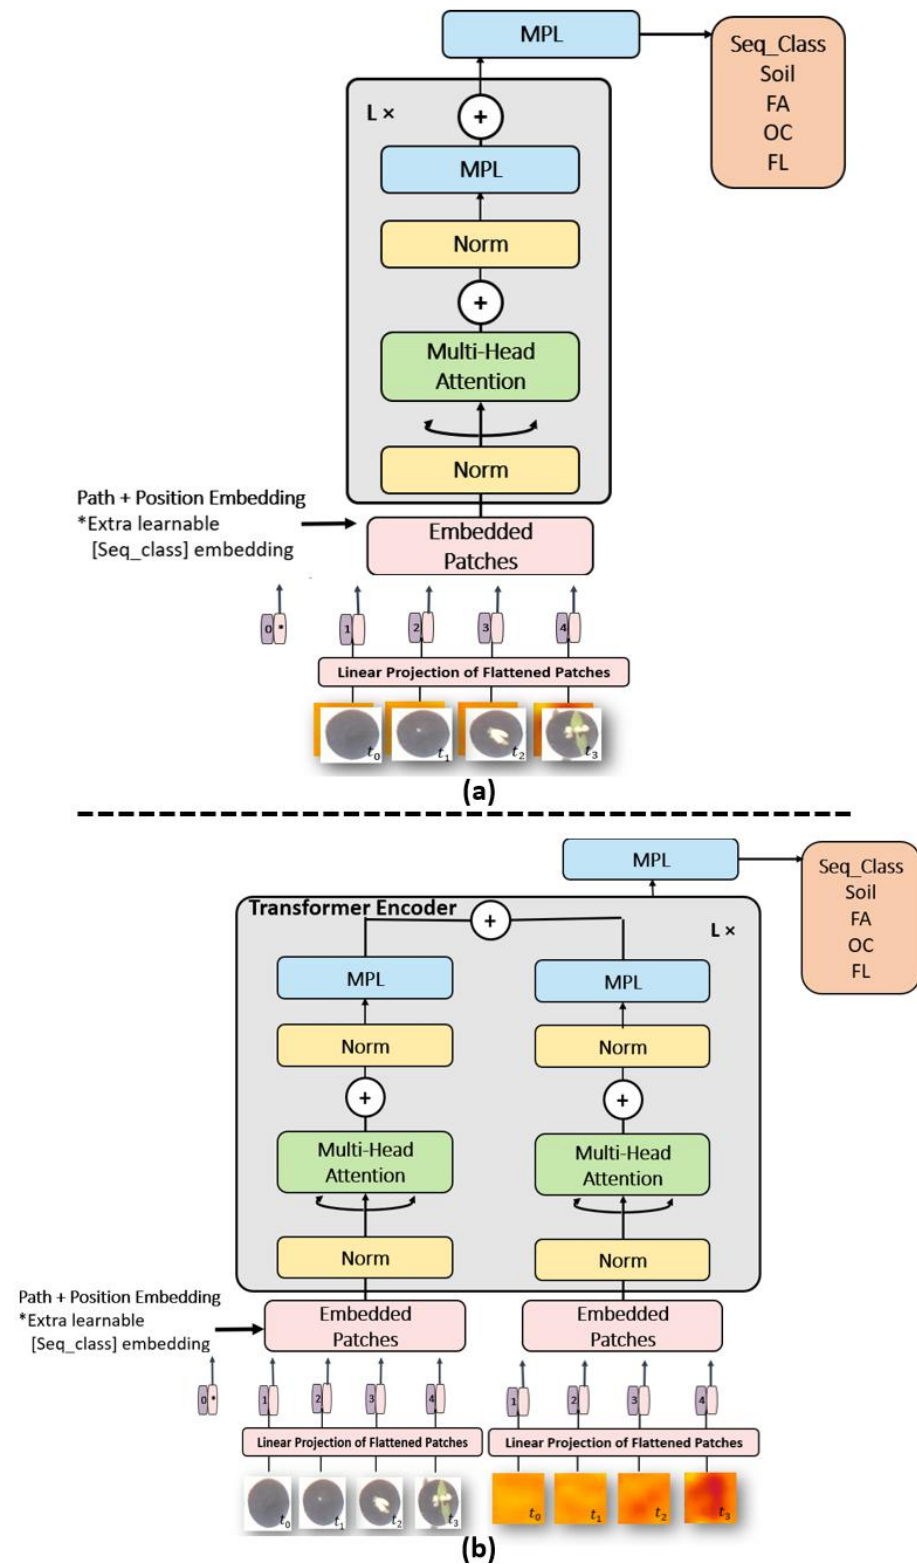 MPL
Seq_Class
Soil
FA
OC
FL
L ×
+
MPL
Norm
+
Multi-Head
Attention
Norm
Path + Position Embedding
*Extra learnable
[Seq_class] embedding
Embedded
Patches
0 * 1 2 3 4
Linear Projection of Flattened Patches
t0 t1 t2 t3
(a)
MPL
Seq_Class
Soil
FA
OC
FL
Transformer Encoder
+
L ×
MPL MPL
Norm Norm
+ +
Multi-Head Multi-Head
Attention Attention
Norm Norm
Path + Position Embedding
*Extra learnable
[Seq_class] embedding
Embedded Embedded
Patches Patches
0 * 1 2 3 4 1 2 3 4
Linear Projection of Flattened Patches Linear Projection of Flattened Patches
t0 t1 t2 t3 t0 t1 t2 t3
(b)